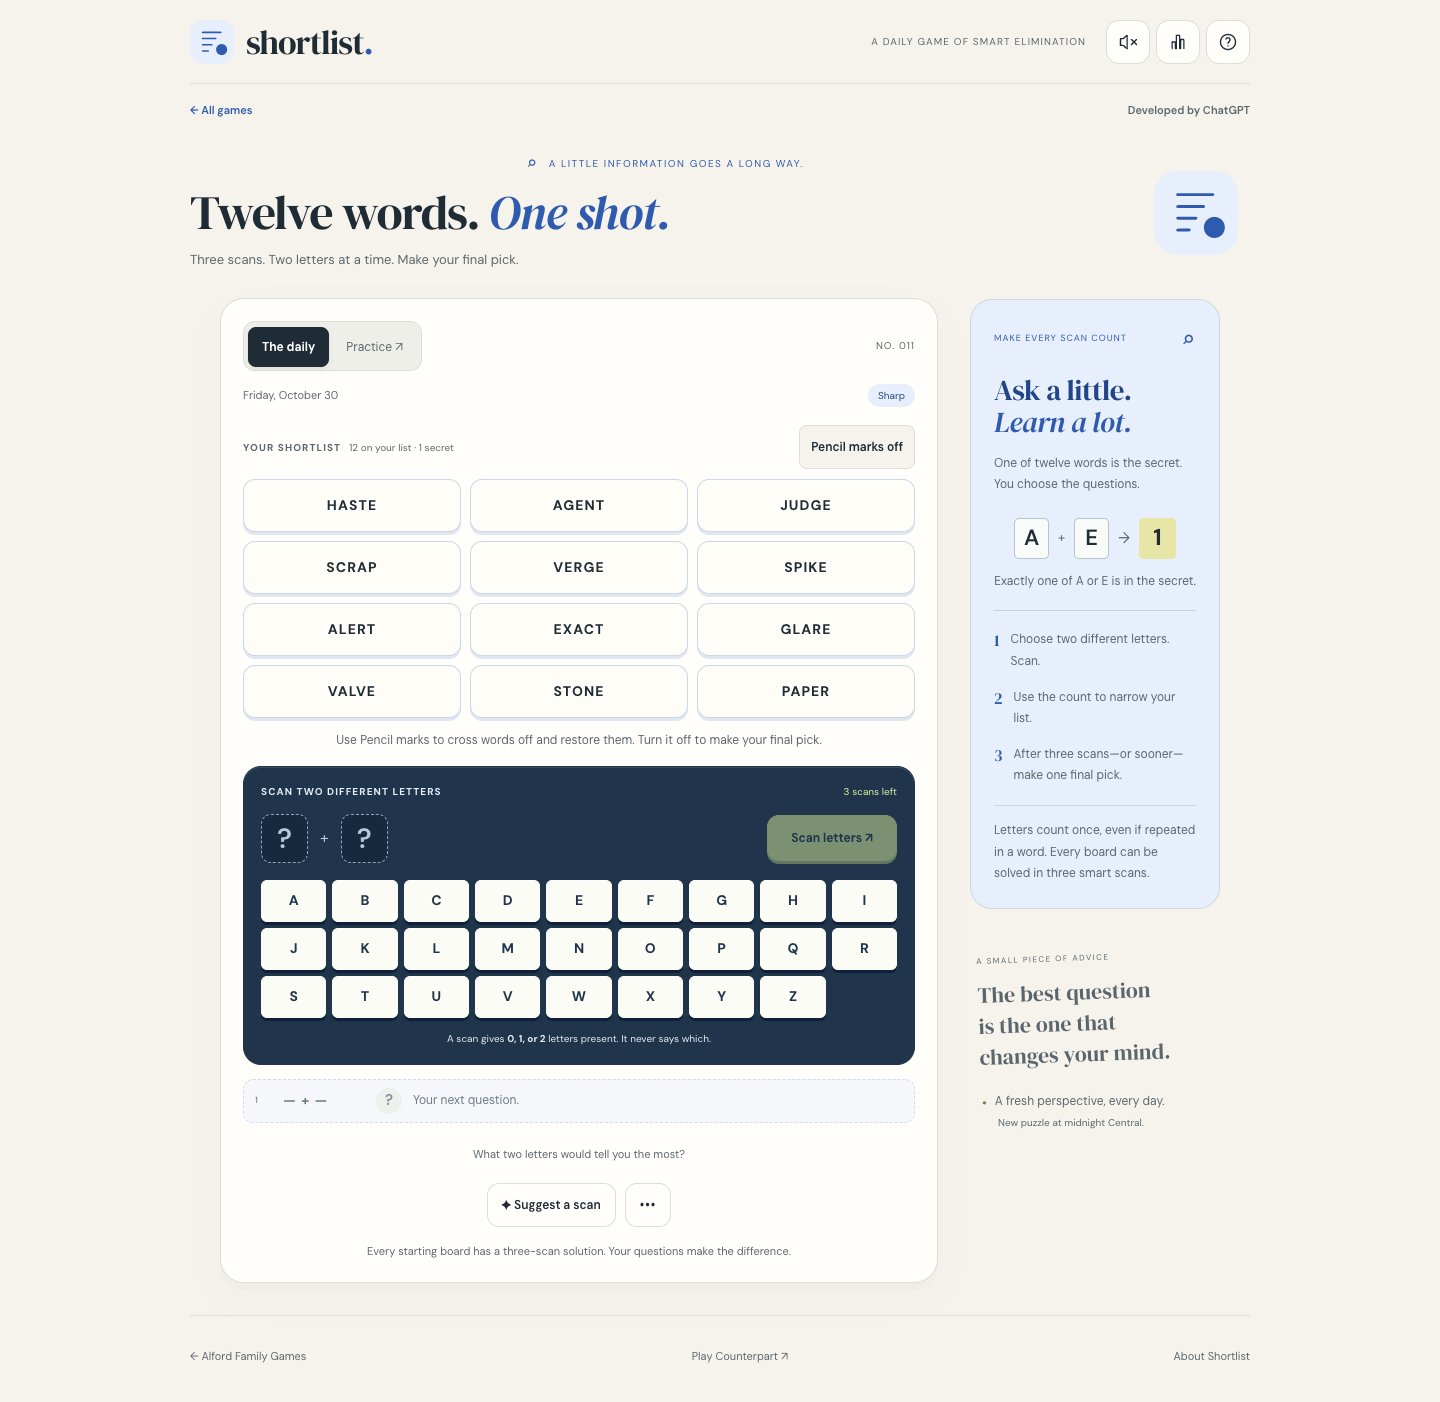 shortlist.
A DAILY GAME OF SMART ELIMINATION
← All games
Developed by ChatGPT
A LITTLE INFORMATION GOES A LONG WAY.
Twelve words. One shot.
Three scans. Two letters at a time. Make your final pick.
The daily
Practice ↗
NO. 011
Friday, October 30
Sharp
YOUR SHORTLIST 12 on your list · 1 secret
Pencil marks off
HASTE AGENT JUDGE
SCRAP VERGE SPIKE
ALERT EXACT GLARE
VALVE STONE PAPER
Use Pencil marks to cross words off and restore them. Turn it off to make your final pick.
SCAN TWO DIFFERENT LETTERS
3 scans left
? + ?
Scan letters ↗
A B C D E F G H I
J K L M N O P Q R
S T U V W X Y Z
A scan gives 0, 1, or 2 letters present. It never says which.
1 — + — ? Your next question.
What two letters would tell you the most?
✦ Suggest a scan
•••
Every starting board has a three-scan solution. Your questions make the difference.
MAKE EVERY SCAN COUNT
Ask a little.
Learn a lot.
One of twelve words is the secret.
You choose the questions.
A + E → 1
Exactly one of A or E is in the secret.
1 Choose two different letters.
Scan.
2 Use the count to narrow your
list.
3 After three scans—or sooner—
make one final pick.
Letters count once, even if repeated
in a word. Every board can be
solved in three smart scans.
A SMALL PIECE OF ADVICE
The best question
is the one that
changes your mind.
• A fresh perspective, every day.
New puzzle at midnight Central.
← Alford Family Games
Play Counterpart ↗
About Shortlist